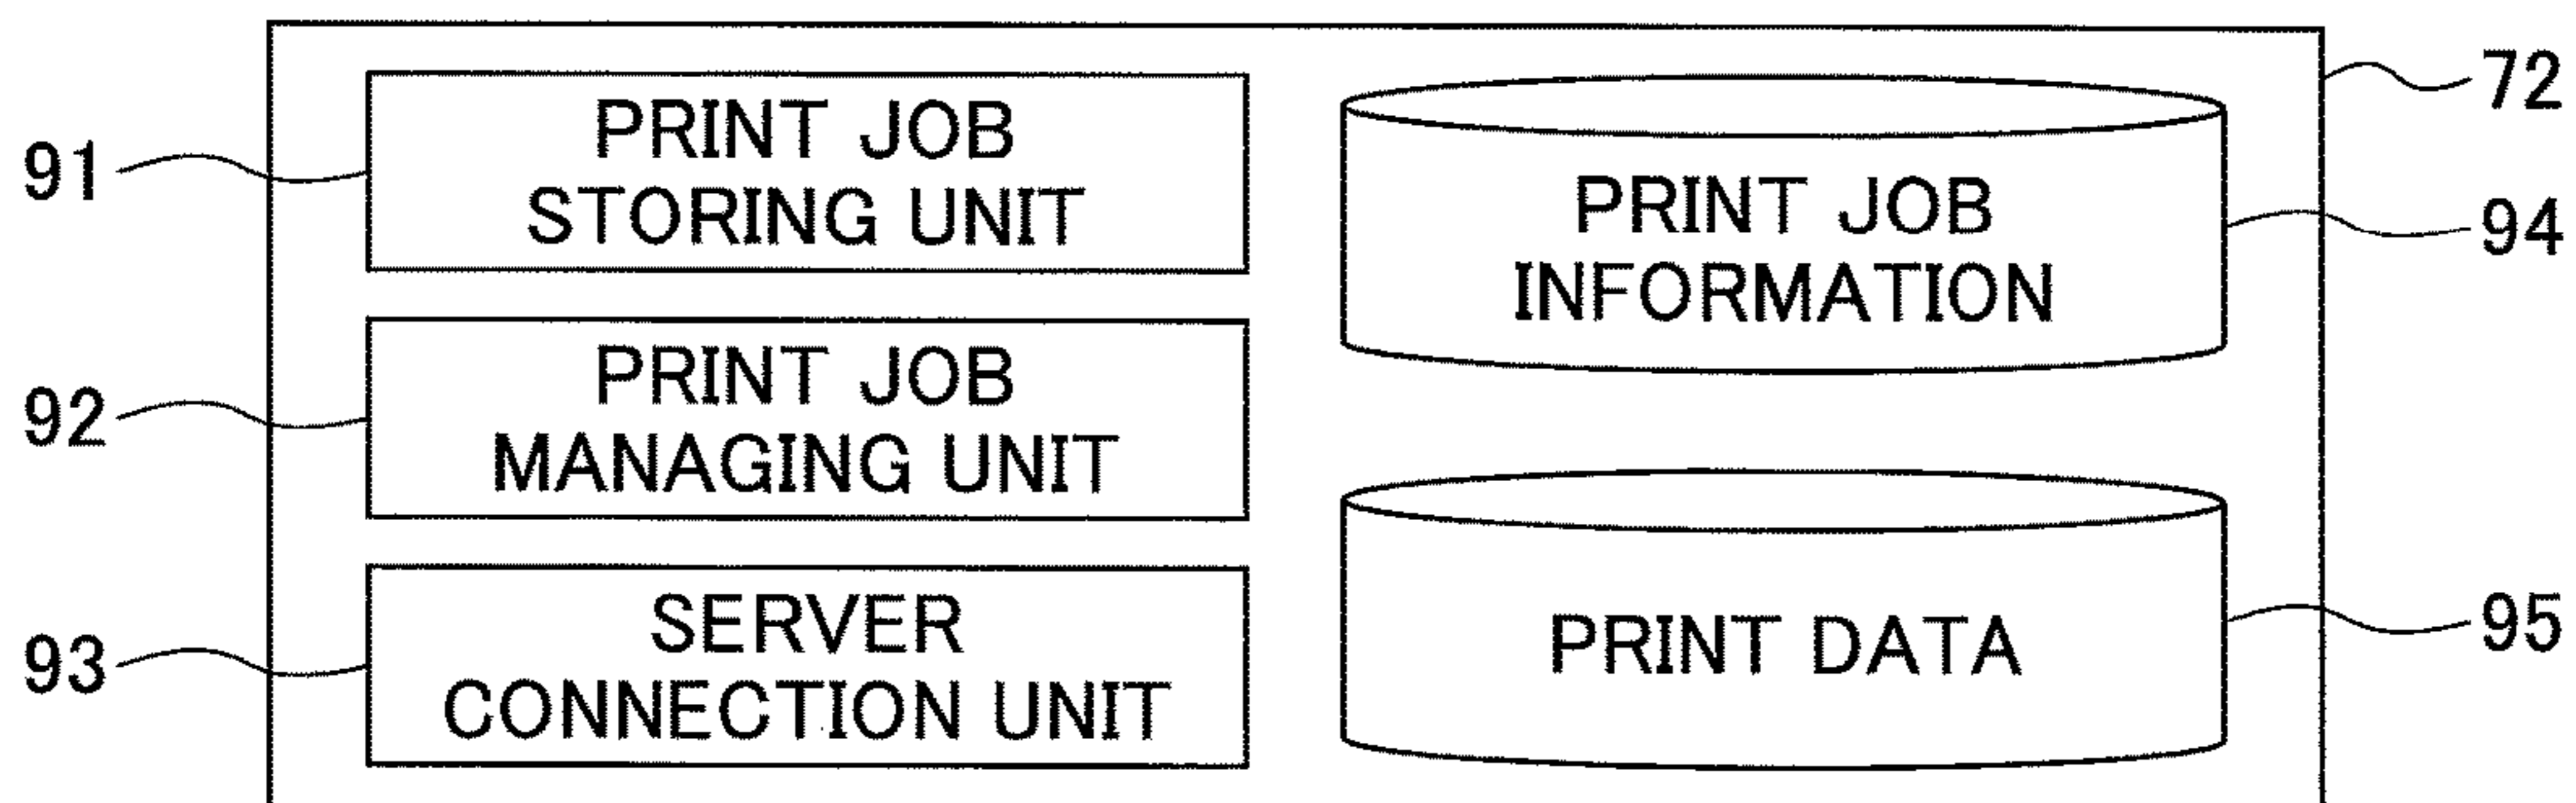 72
91
PRINT JOB
STORING UNIT
PRINT JOB
INFORMATION
94
92
PRINT JOB
MANAGING UNIT
93
SERVER
CONNECTION UNIT
PRINT DATA
95